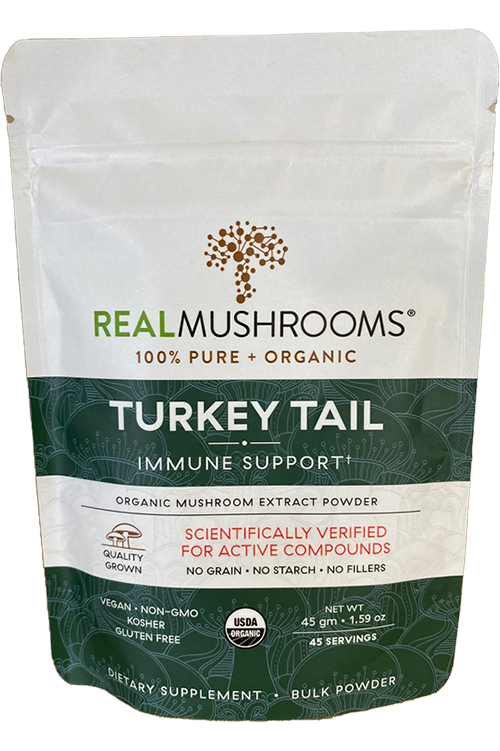 REALMUSHROOMS®
100% PURE + ORGANIC
TURKEY TAIL
IMMUNE SUPPORT†
ORGANIC MUSHROOM EXTRACT POWDER
QUALITY
GROWN
SCIENTIFICALLY VERIFIED
FOR ACTIVE COMPOUNDS
NO GRAIN • NO STARCH • NO FILLERS
VEGAN • NON-GMO
KOSHER
GLUTEN FREE
USDA
ORGANIC
NET WT
45 gm • 1.59 oz
45 SERVINGS
DIETARY SUPPLEMENT • BULK POWDER